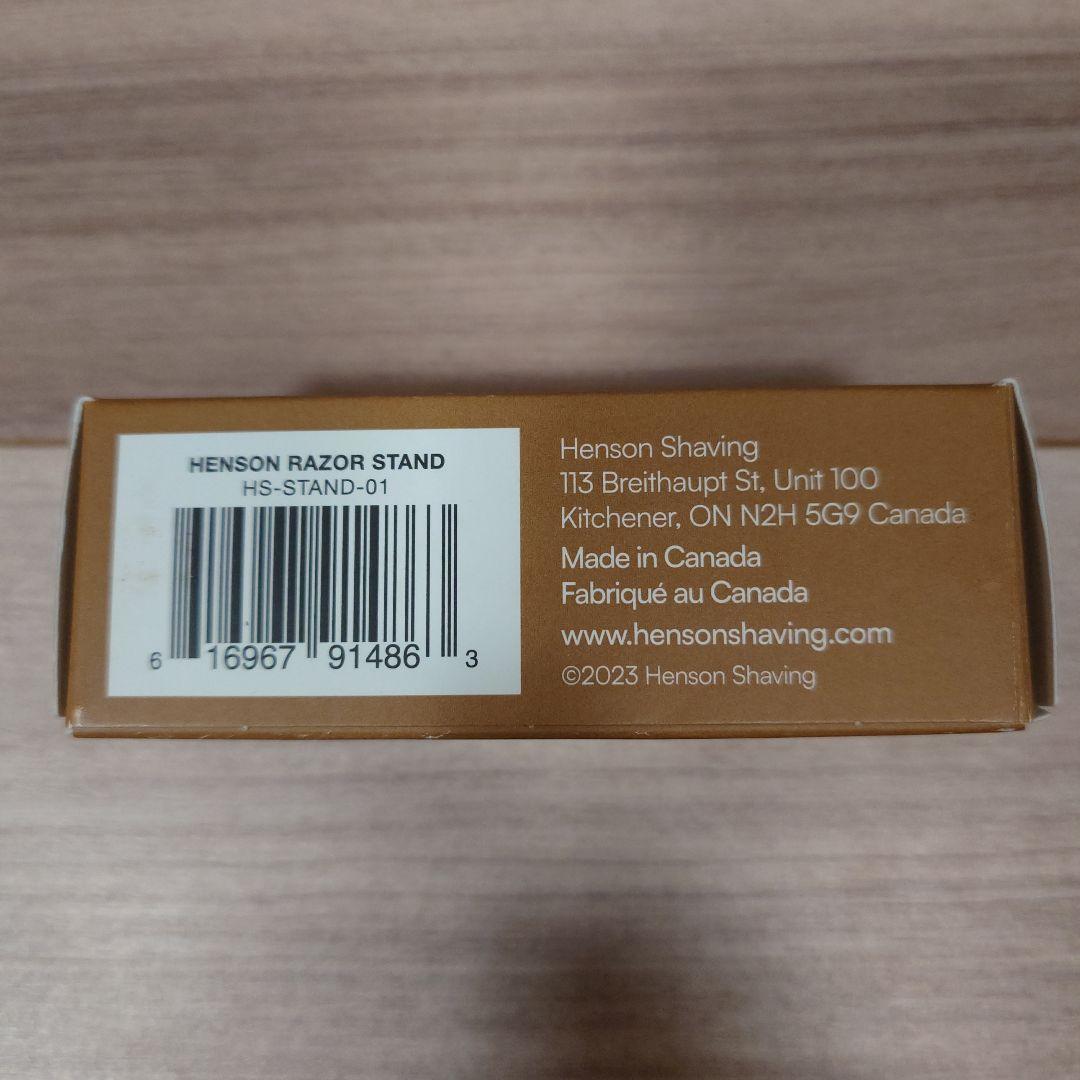 HENSON RAZOR STAND
HS-STAND-01
6 16967 91486 3
Henson Shaving
113 Breithaupt St, Unit 100
Kitchener, ON N2H 5G9 Canada
Made in Canada
Fabriqué au Canada
www.hensonshaving.com
©2023 Henson Shaving